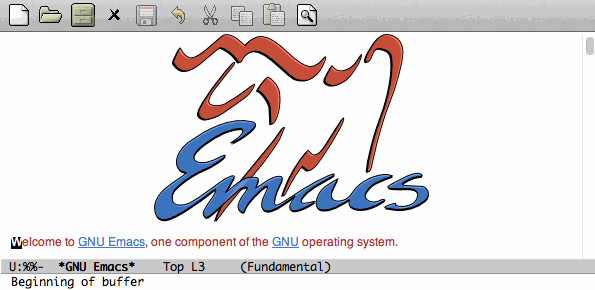 Emacs
Welcome to GNU Emacs, one component of the GNU operating system.
U:%%- *GNU Emacs* Top L3 (Fundamental)
Beginning of buffer